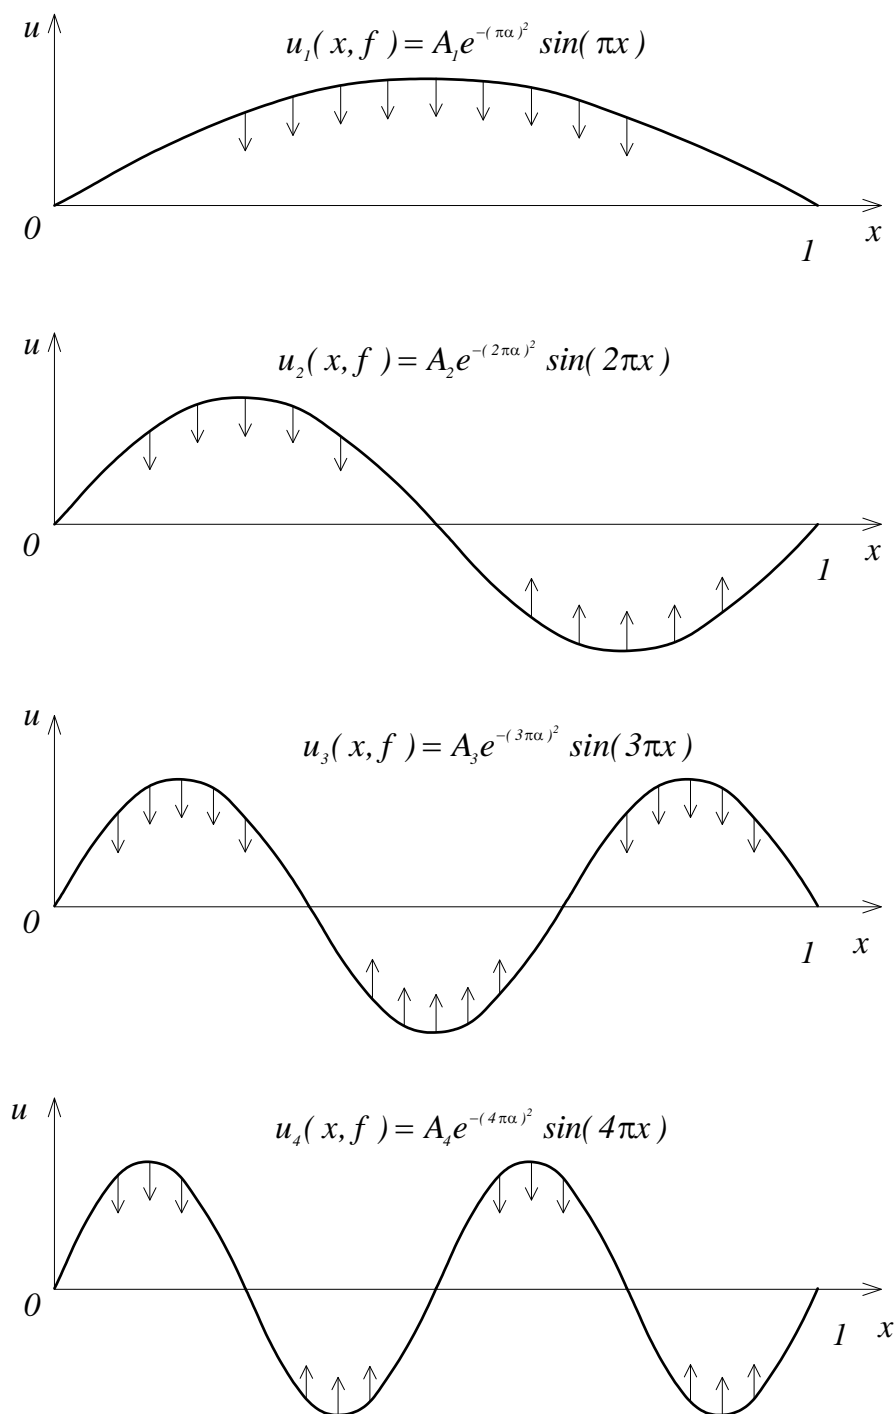 u
u₁(x,f)=A₁e^{-(πα)²} sin(πx)
0
1
x
u
u₂(x,f)=A₂e^{-(2πα)²} sin(2πx)
0
1
x
u
u₃(x,f)=A₃e^{-(3πα)²} sin(3πx)
0
1
x
u
u₄(x,f)=A₄e^{-(4πα)²} sin(4πx)
0
1
x